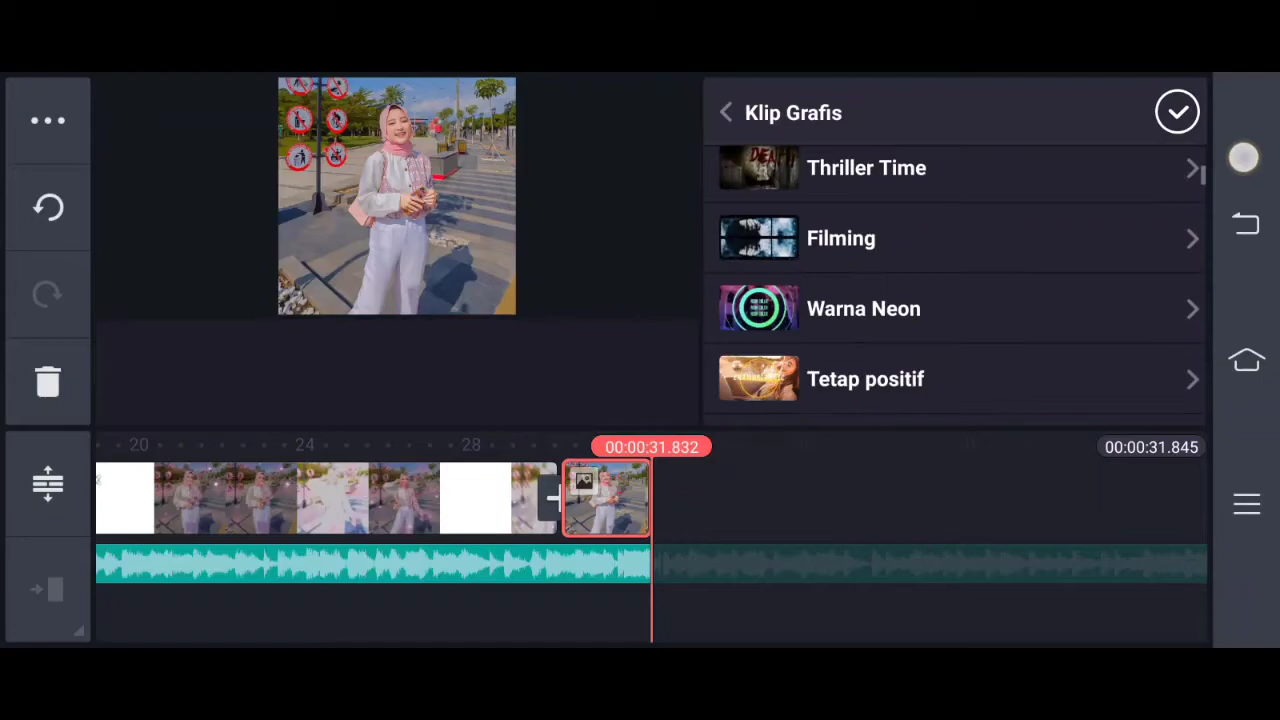 Klip Grafis
Thriller Time
Filming
Warna Neon
Tetap positif
20
24
28
00:00:31.832
00:00:31.845